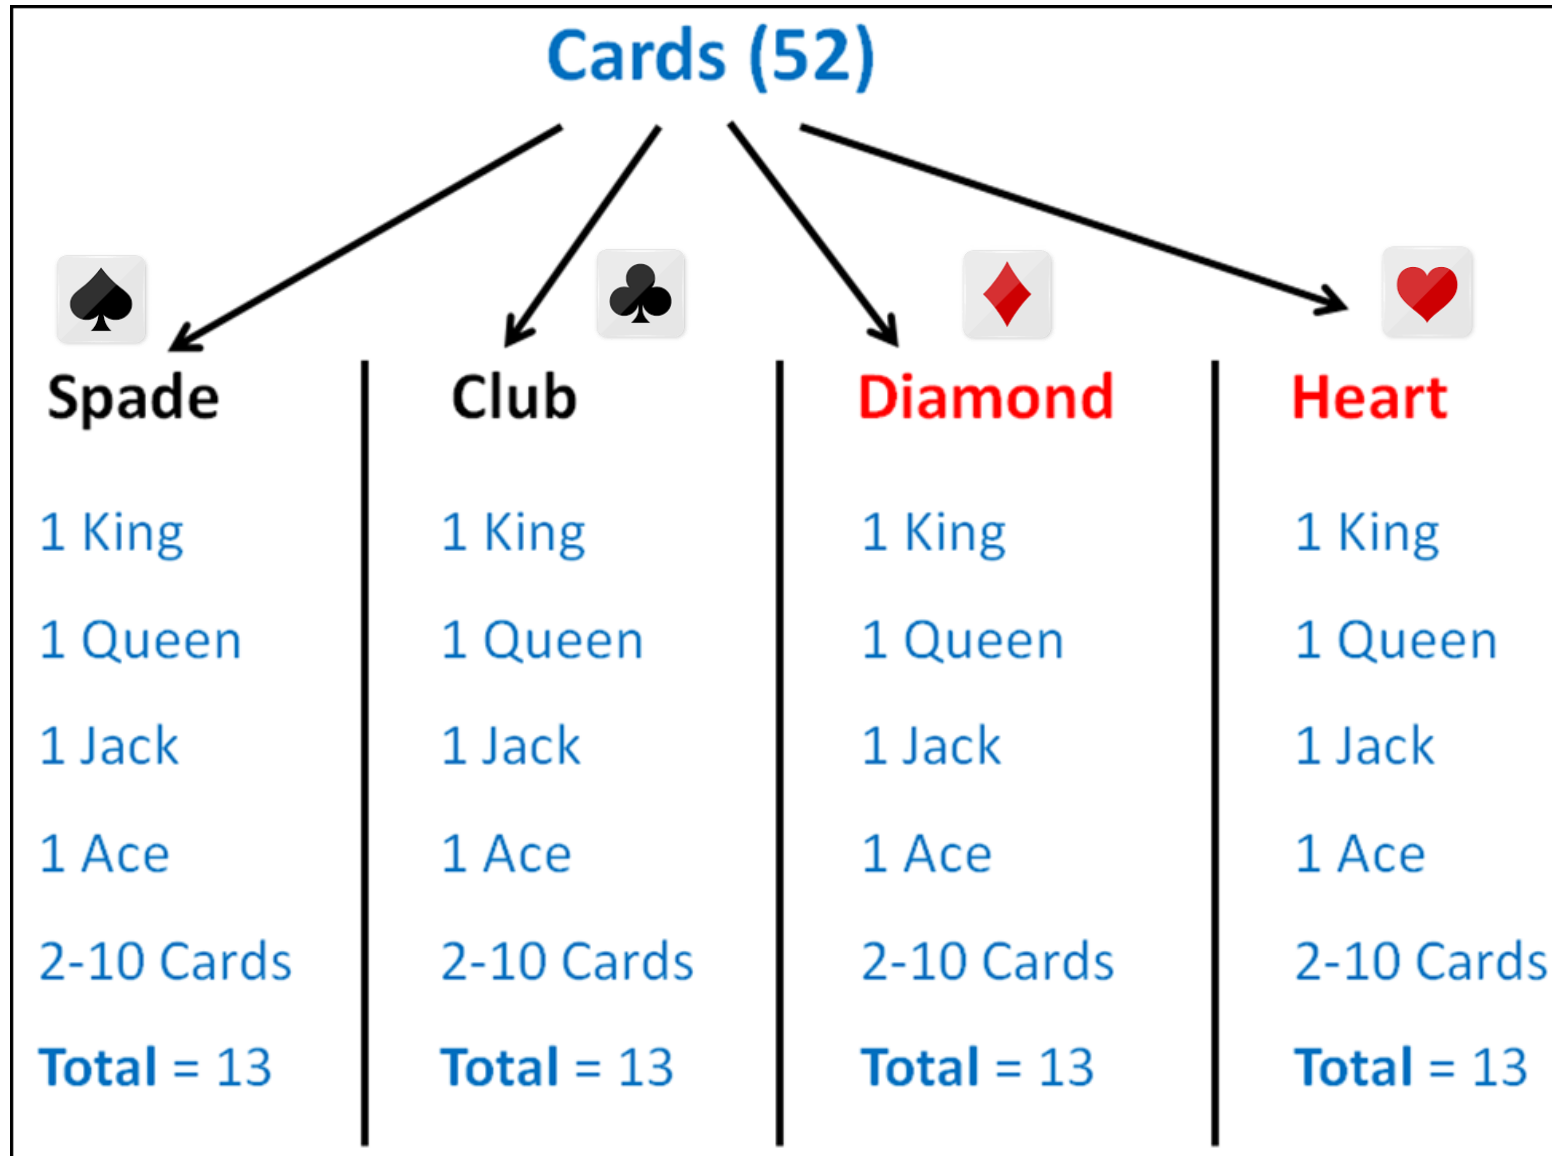 Cards (52)
Spade
1 King
1 Queen
1 Jack
1 Ace
2-10 Cards
Total = 13
Club
1 King
1 Queen
1 Jack
1 Ace
2-10 Cards
Total = 13
Diamond
1 King
1 Queen
1 Jack
1 Ace
2-10 Cards
Total = 13
Heart
1 King
1 Queen
1 Jack
1 Ace
2-10 Cards
Total = 13